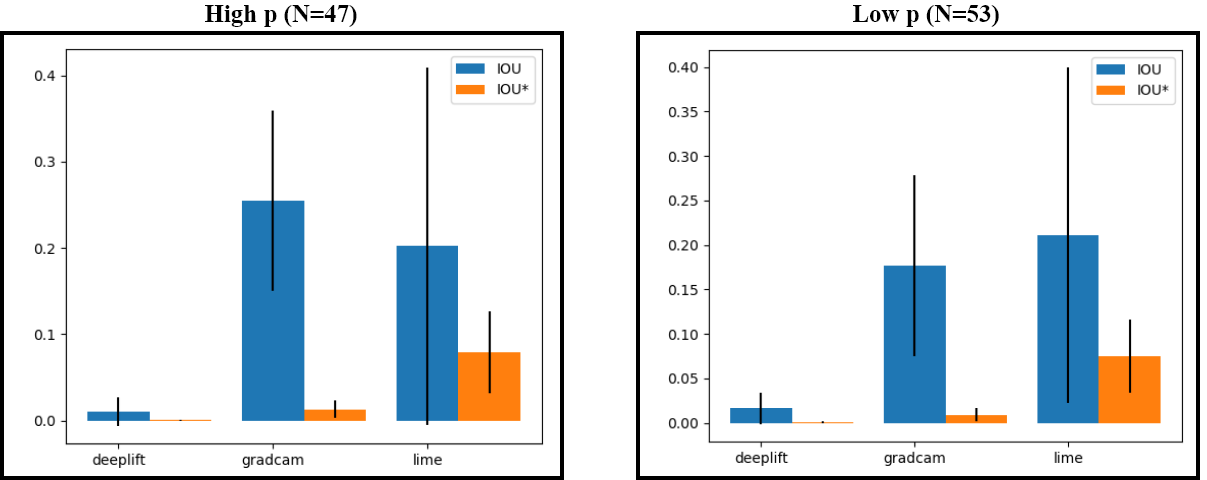 High p (N=47)
IOU
IOU*
0.4
0.3
0.2
0.1
0.0
deeplift gradcam lime
Low p (N=53)
IOU
IOU*
0.40
0.35
0.30
0.25
0.20
0.15
0.10
0.05
0.00
deeplift gradcam lime